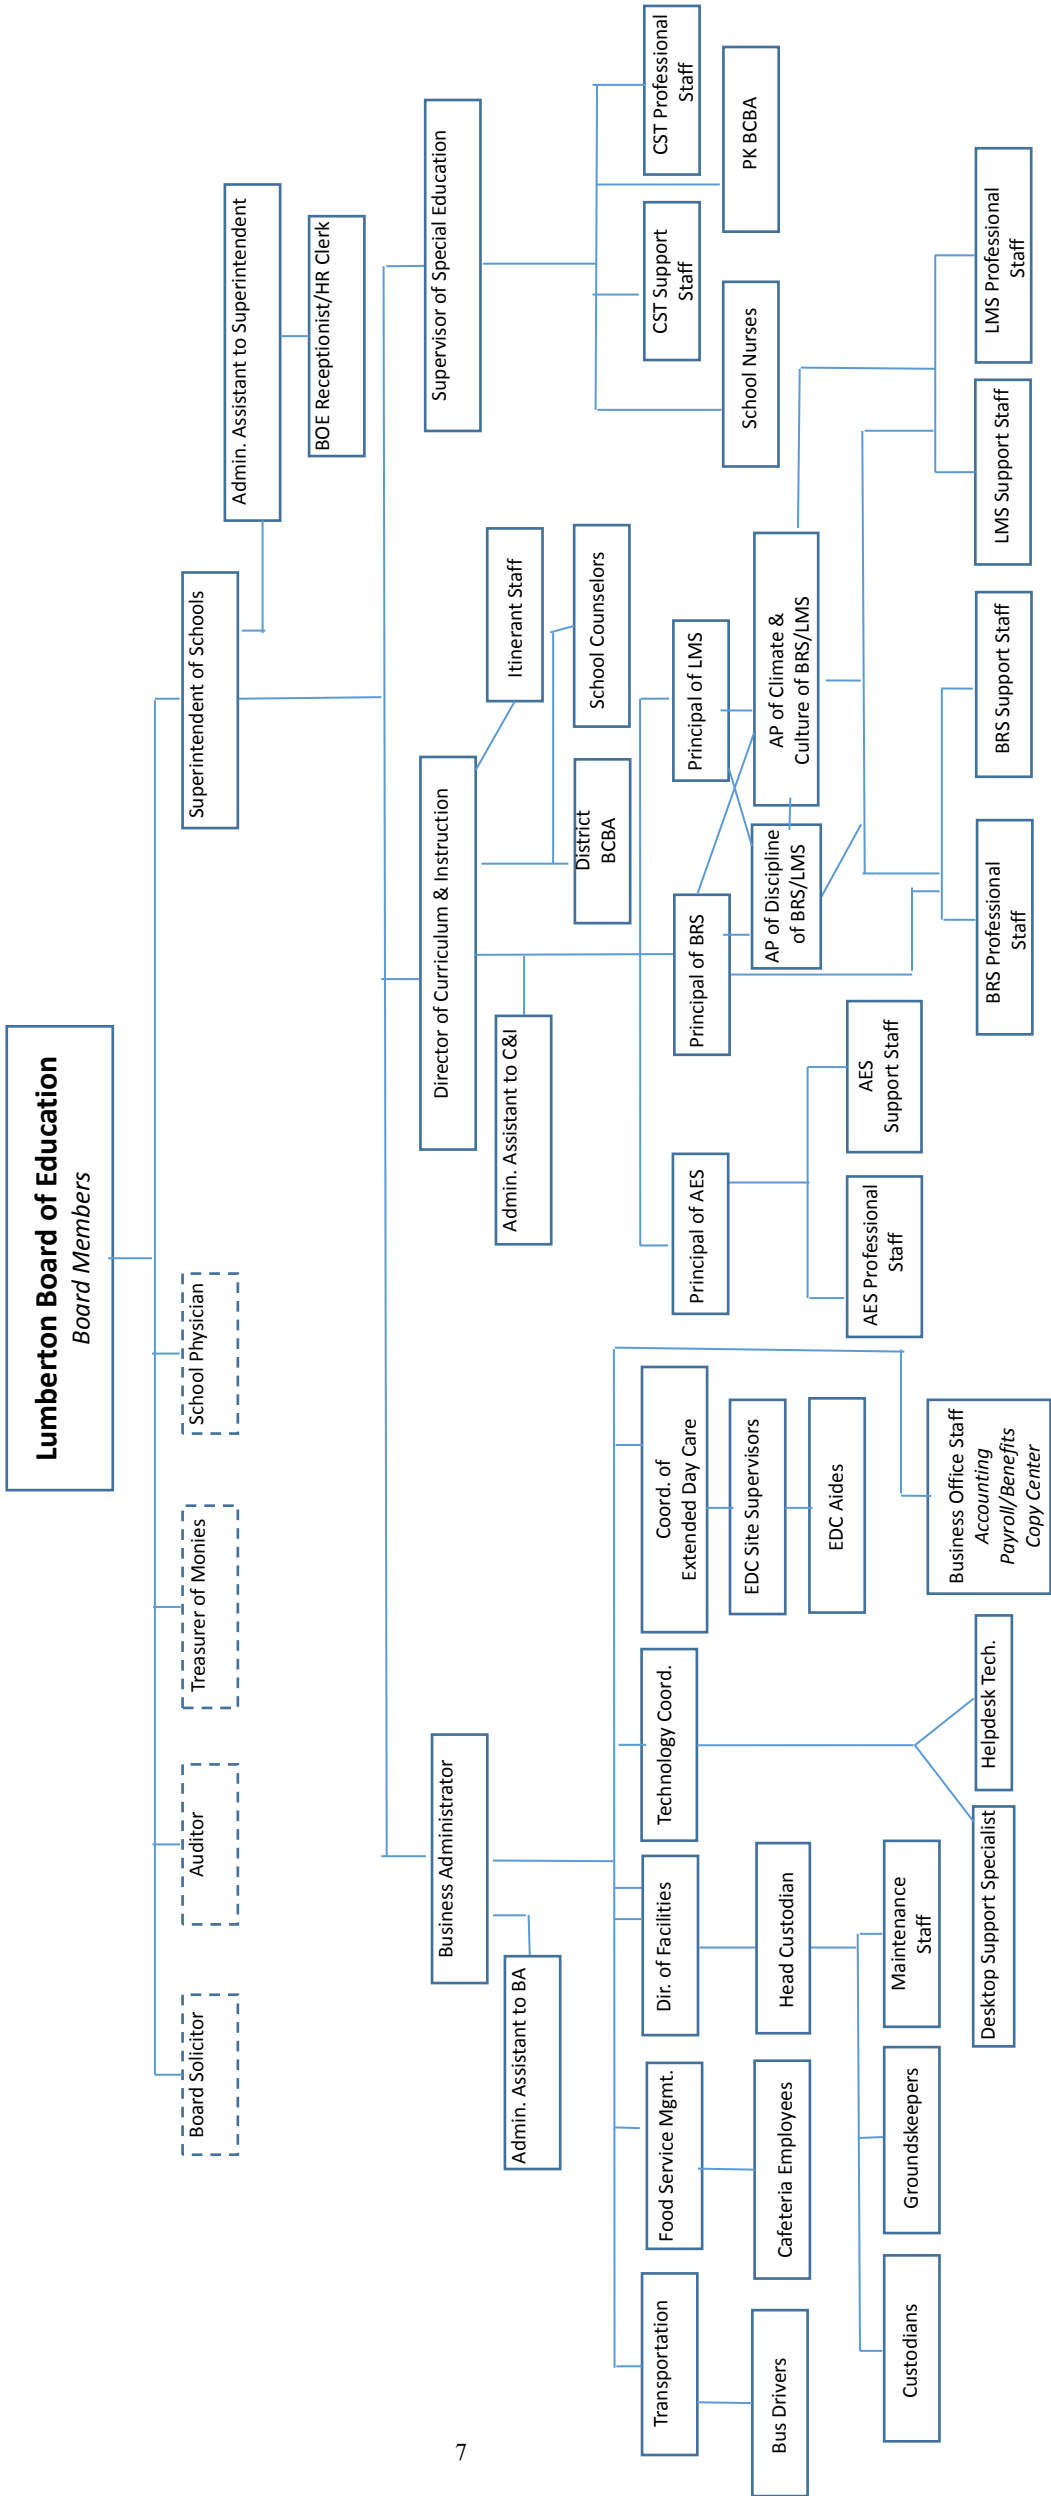 Lumberton Board of Education
Board Members
Board Solicitor
Auditor
Treasurer of Monies
School Physician
Superintendent of Schools
Admin. Assistant to Superintendent
BOE Receptionist/HR Clerk
Business Administrator
Director of Curriculum & Instruction
Supervisor of Special Education
Admin. Assistant to BA
Admin. Assistant to C&I
Itinerant Staff
District
BCBA
School Counselors
Transportation
Food Service Mgmt.
Dir. of Facilities
Technology Coord.
Coord. of
Extended Day Care
Principal of AES
Principal of BRS
Principal of LMS
CST Support
Staff
CST Professional
Staff
School Nurses
PK BCBA
EDC Site Supervisors
Bus Drivers
Cafeteria Employees
Head Custodian
EDC Aides
AP of Discipline
of BRS/LMS
AP of Climate &
Culture of BRS/LMS
AES Professional
Staff
AES
Support Staff
Custodians
Groundskeepers
Maintenance
Staff
Business Office Staff
Accounting
Payroll/Benefits
Copy Center
Desktop Support Specialist
Helpdesk Tech.
BRS Professional
Staff
BRS Support Staff
LMS Support Staff
LMS Professional
Staff
7